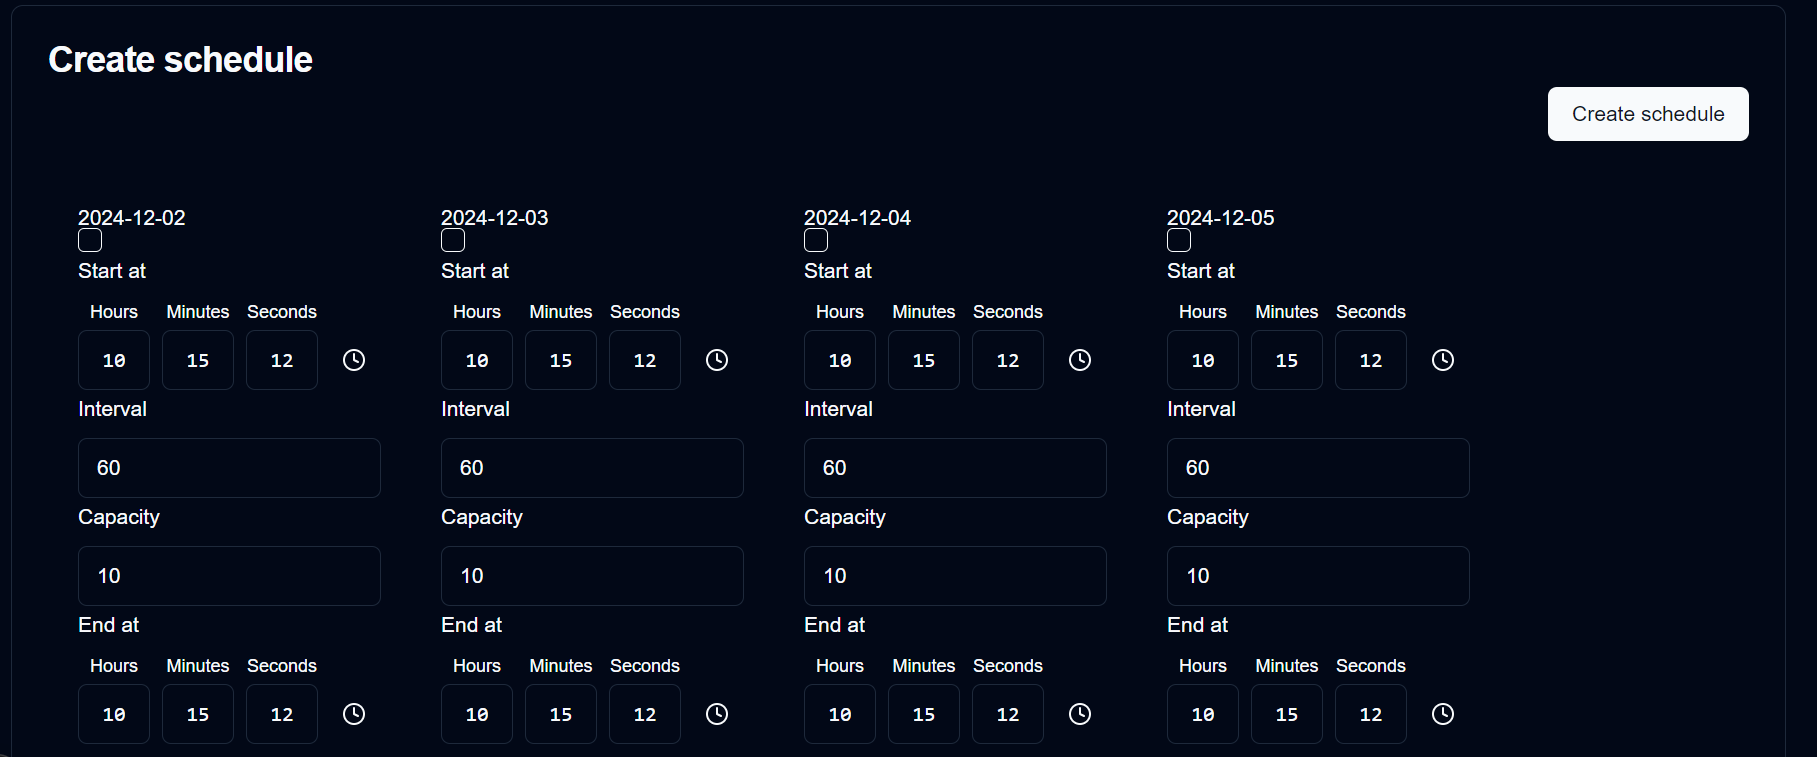 Create schedule
Create schedule
2024-12-02 2024-12-03 2024-12-04 2024-12-05
Start at Start at Start at Start at
Hours Minutes Seconds Hours Minutes Seconds Hours Minutes Seconds Hours Minutes Seconds
10 15 12 10 15 12 10 15 12 10 15 12
Interval Interval Interval Interval
60 60 60 60
Capacity Capacity Capacity Capacity
10 10 10 10
End at End at End at End at
Hours Minutes Seconds Hours Minutes Seconds Hours Minutes Seconds Hours Minutes Seconds
10 15 12 10 15 12 10 15 12 10 15 12